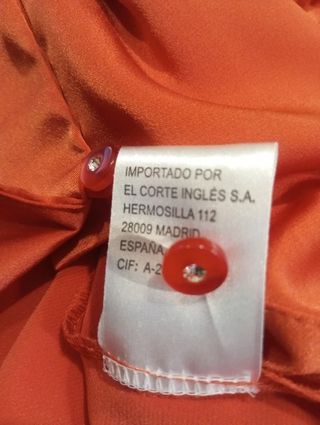 IMPORTADO POR
EL CORTE INGLÉS S.A.
HERMOSILLA 112
28009 MADRID
ESPAÑA
CIF: A-2